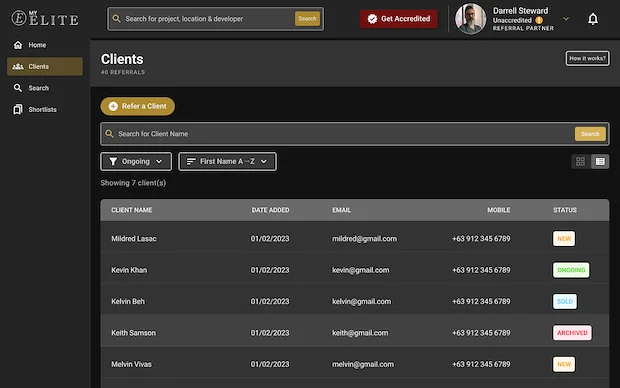 MY
ELITE
Search for project, location & developer
Search
Get Accredited
Darrell Steward
Unaccredited
REFERRAL PARTNER
Home
Clients
Search
Shortlists
Clients
40 REFERRALS
How it works?
Refer a Client
Search for Client Name
Search
Ongoing
First Name A→Z
Showing 7 client(s)
CLIENT NAME DATE ADDED EMAIL MOBILE STATUS
Mildred Lasac 01/02/2023 mildred@gmail.com +63 912 345 6789 NEW
Kevin Khan 01/02/2023 kevin@gmail.com +63 912 345 6789 ONGOING
Kelvin Beh 01/02/2023 kelvin@gmail.com +63 912 345 6789 SOLD
Keith Samson 01/02/2023 keith@gmail.com +63 912 345 6789 ARCHIVED
Melvin Vivas 01/02/2023 melvin@gmail.com +63 912 345 6789 NEW